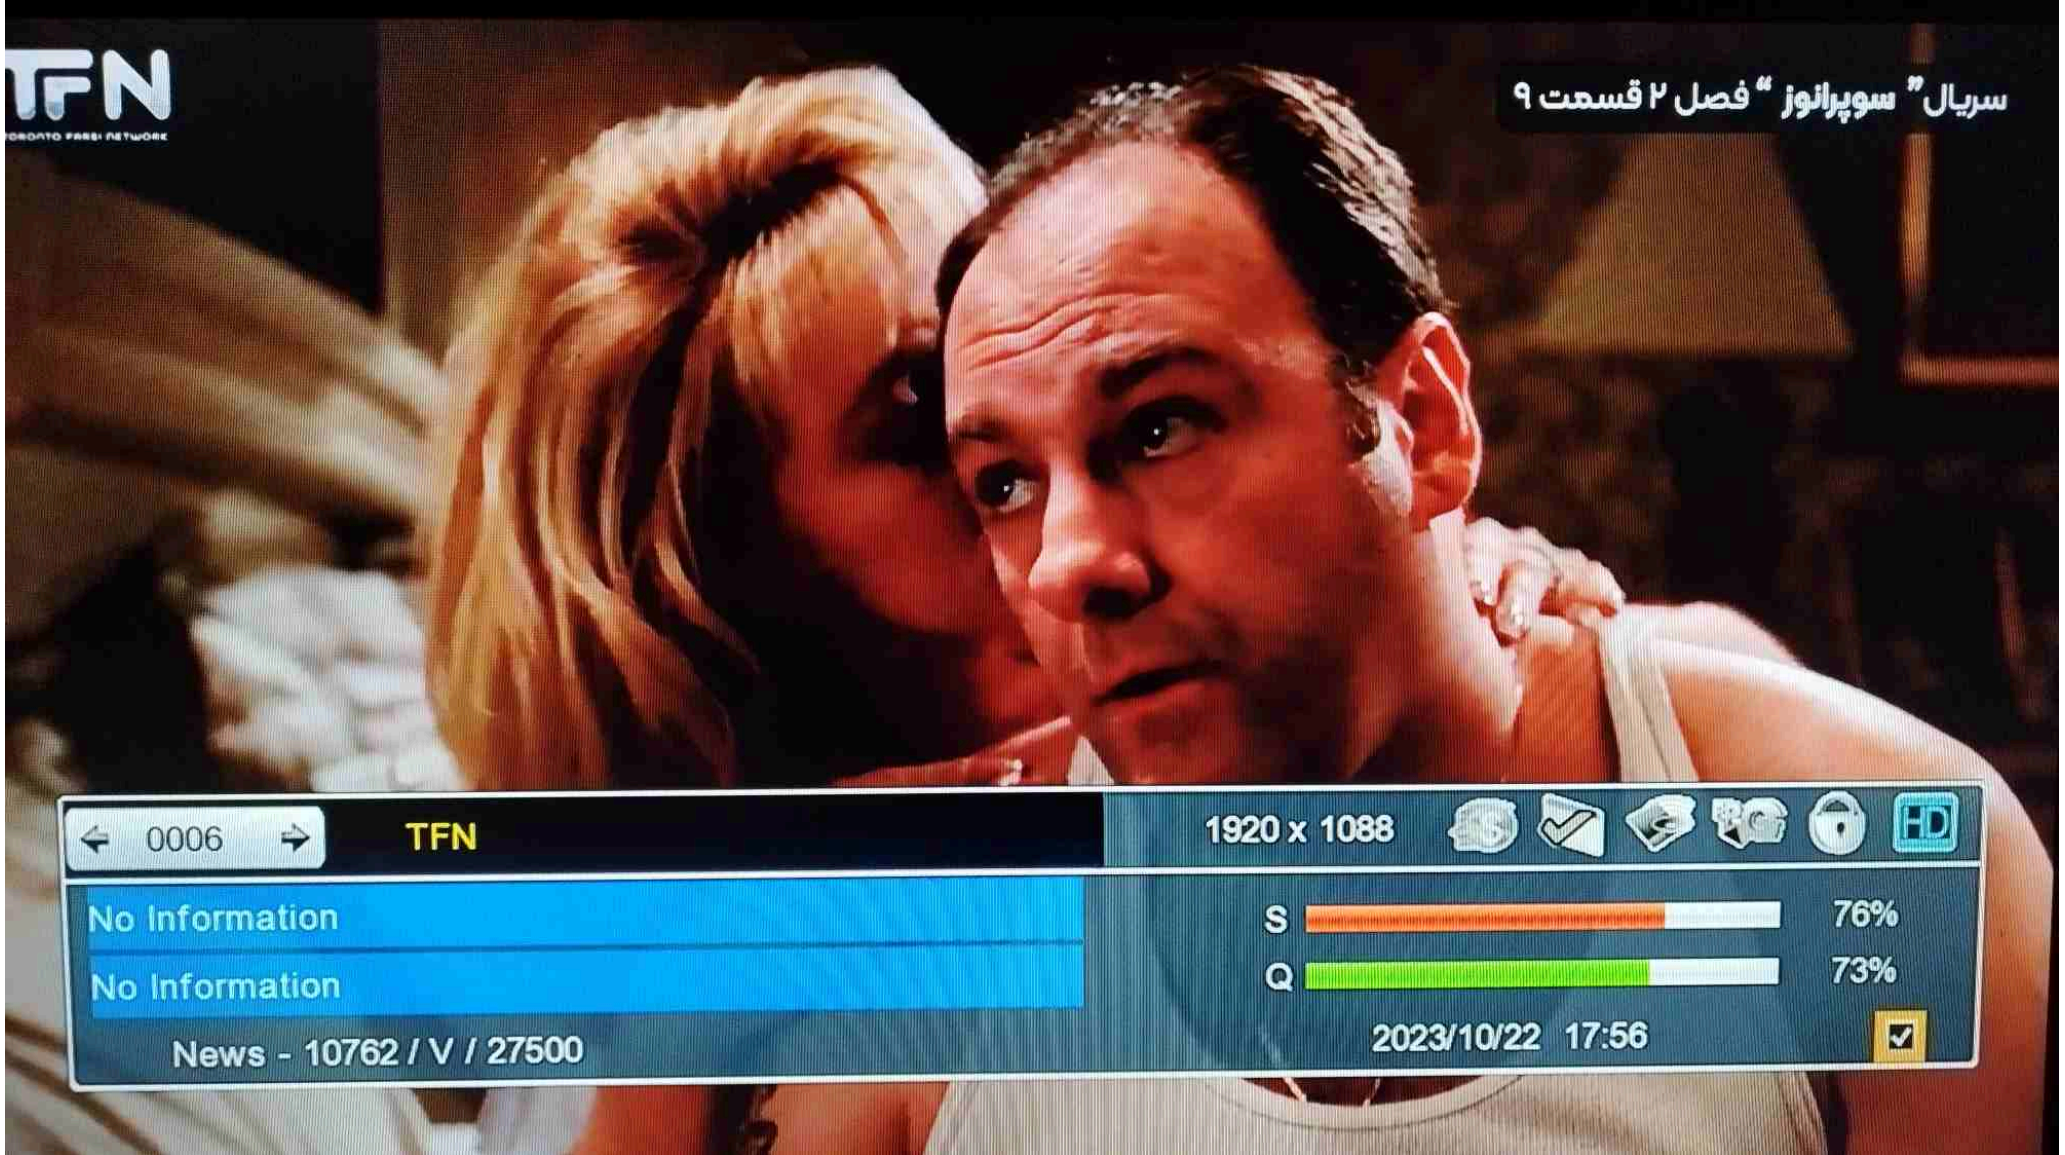 TFN
TORONTO FARSI NETWORK
سریال” سوپرانوز “ فصل ۲ قسمت ۹
0006
TFN
1920 x 1088
HD
No Information
S 76%
No Information
Q 73%
News - 10762 / V / 27500
2023/10/22 17:56